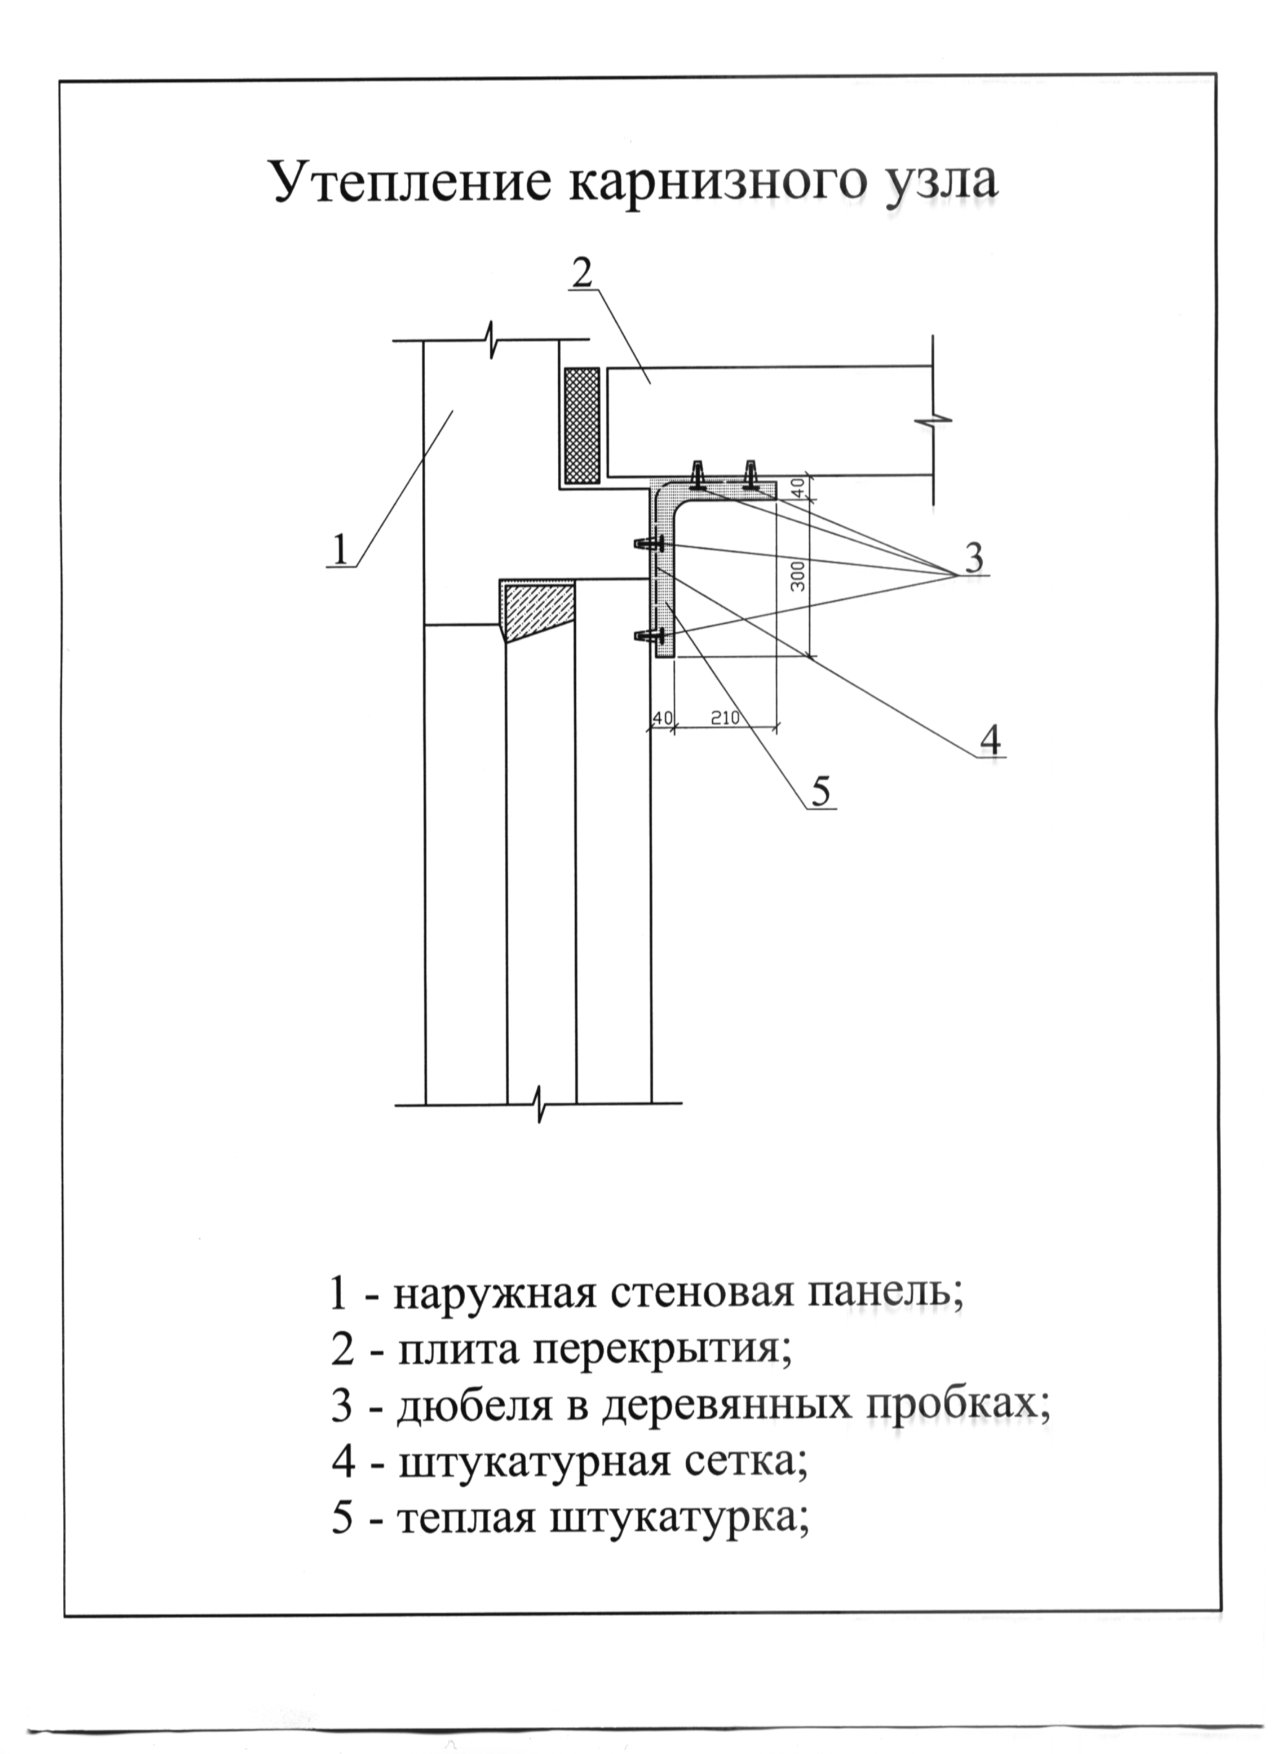 Утепление карнизного узла
2
1
40
300
3
40
210
4
5
1 - наружная стеновая панель;
2 - плита перекрытия;
3 - дюбеля в деревянных пробках;
4 - штукатурная сетка;
5 - теплая штукатурка;